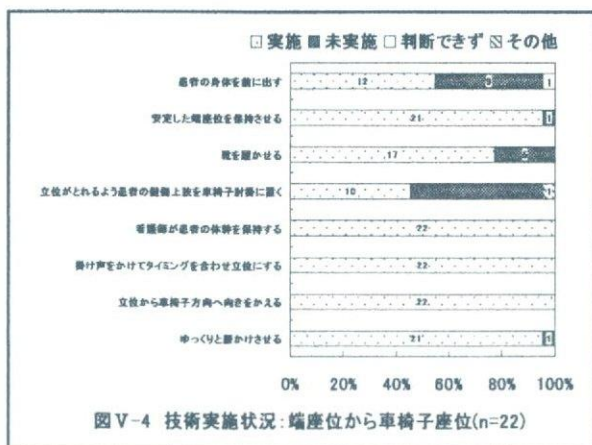 実施 未実施 判断できず その他
患者の身体を前に出す 12 9 1
安定した端座位を保持させる 21 1
靴を履かせる 17
立位がとれるよう患者の健側上肢を車椅子肘掛に置く 10 1
看護師が患者の体幹を保持する 22
掛け声をかけてタイミングを合わせ立位にする 22
立位から車椅子方向へ向きをかえる 22
ゆっくりと腰かけさせる 21 1
0% 20% 40% 60% 80% 100%
図Ⅴ-4 技術実施状況:端座位から車椅子座位(n=22)